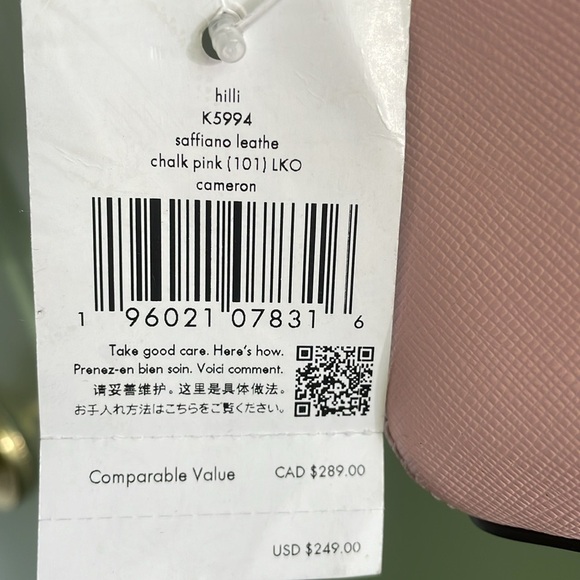 hilli
K5994
saffiano leathe
chalk pink (101) LKO
cameron
1 96021 07831 6
Take good care. Here's how.
Prenez-en bien soin. Voici comment.
请妥善维护。这里是具体做法。
お手入れ方法はこちらをご覧ください。
Comparable Value CAD $289.00
USD $249.00